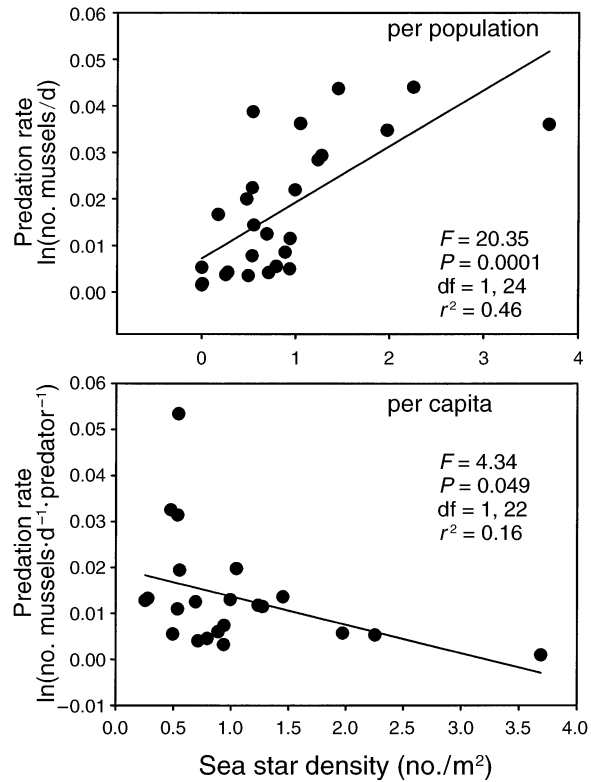 per population
Predation rate
ln(no. mussels/d)
0.06
0.05
0.04
0.03
0.02
0.01
0.00
F = 20.35
P = 0.0001
df = 1, 24
r² = 0.46
0 1 2 3 4
per capita
Predation rate
ln(no. mussels·d⁻¹·predator⁻¹)
0.06
0.05
0.04
0.03
0.02
0.01
0.00
−0.01
F = 4.34
P = 0.049
df = 1, 22
r² = 0.16
0.0 0.5 1.0 1.5 2.0 2.5 3.0 3.5 4.0
Sea star density (no./m²)